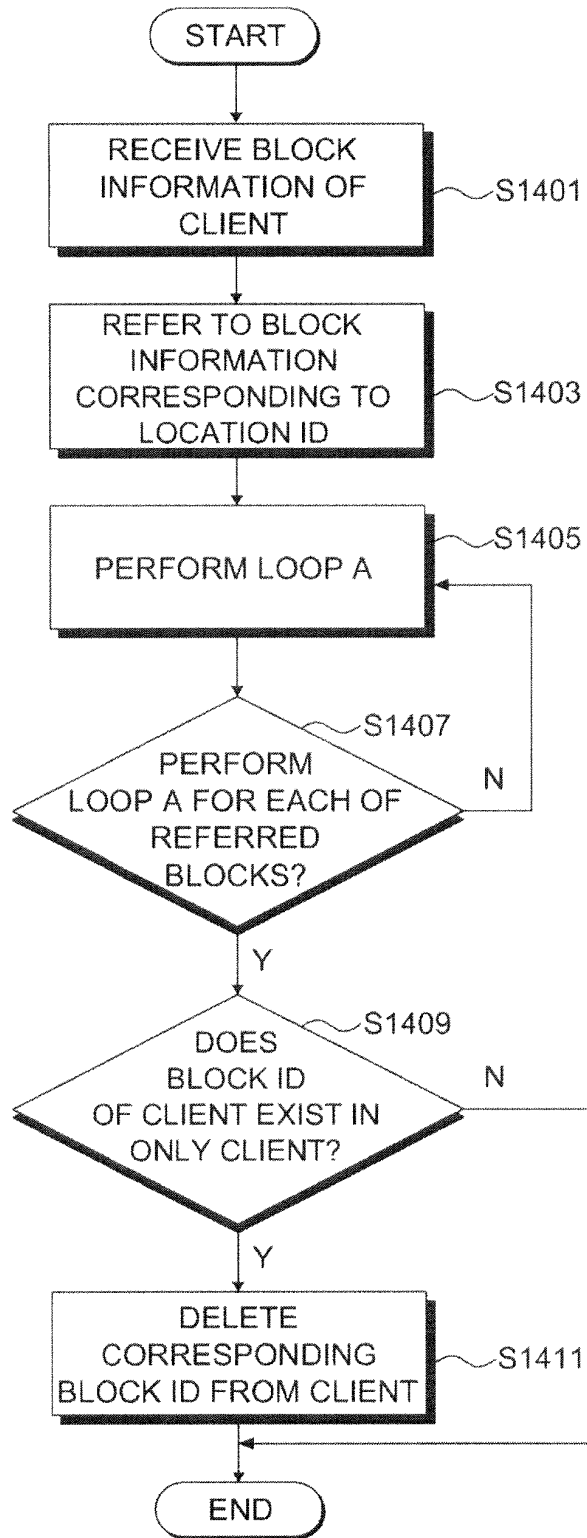 START
RECEIVE BLOCK
INFORMATION OF
CLIENT
S1401
REFER TO BLOCK
INFORMATION
CORRESPONDING TO
LOCATION ID
S1403
PERFORM LOOP A
S1405
S1407
PERFORM
LOOP A FOR EACH OF
REFERRED
BLOCKS?
N
Y
S1409
DOES
BLOCK ID
OF CLIENT EXIST IN
ONLY CLIENT?
N
Y
DELETE
CORRESPONDING
BLOCK ID FROM CLIENT
S1411
END